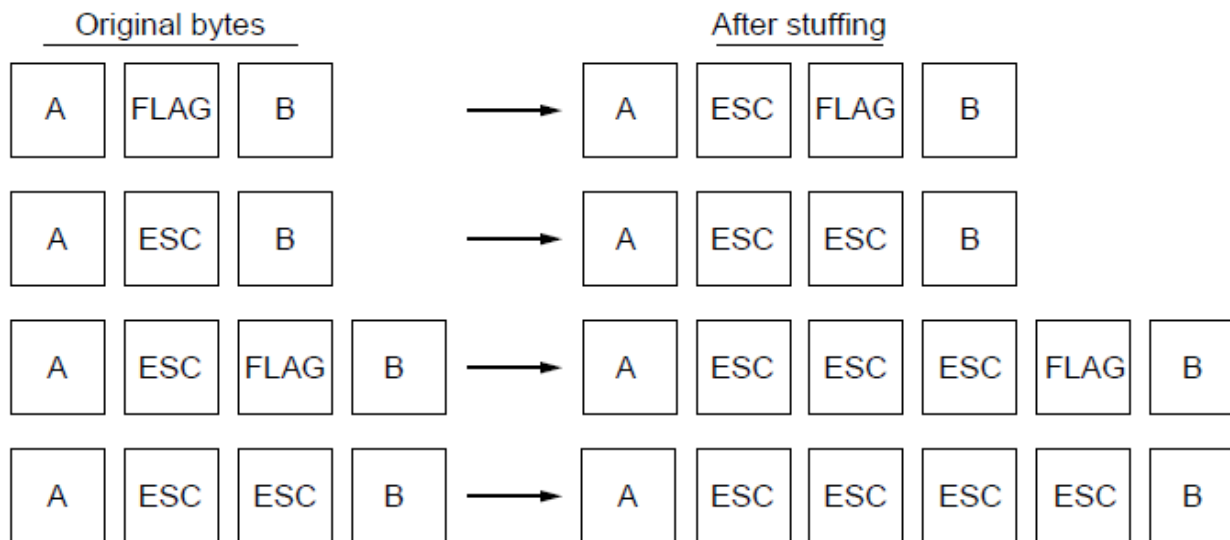 Original bytes After stuffing
A FLAG B A ESC FLAG B
A ESC B A ESC ESC B
A ESC FLAG B A ESC ESC ESC FLAG B
A ESC ESC B A ESC ESC ESC ESC B